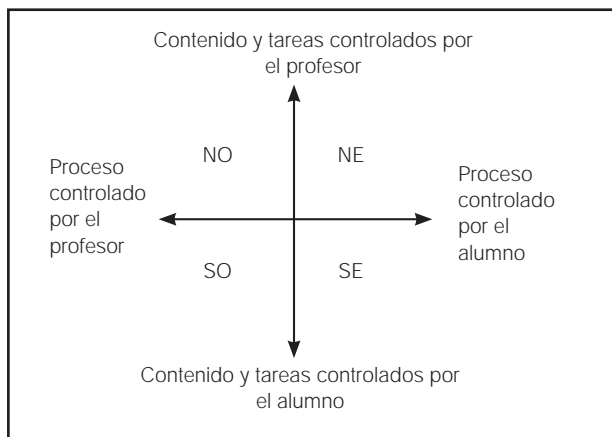 Contenido y tareas controlados por
el profesor
NO
NE
Proceso
controlado
por el
profesor
Proceso
controlado
por el
alumno
SO
SE
Contenido y tareas controlados por
el alumno